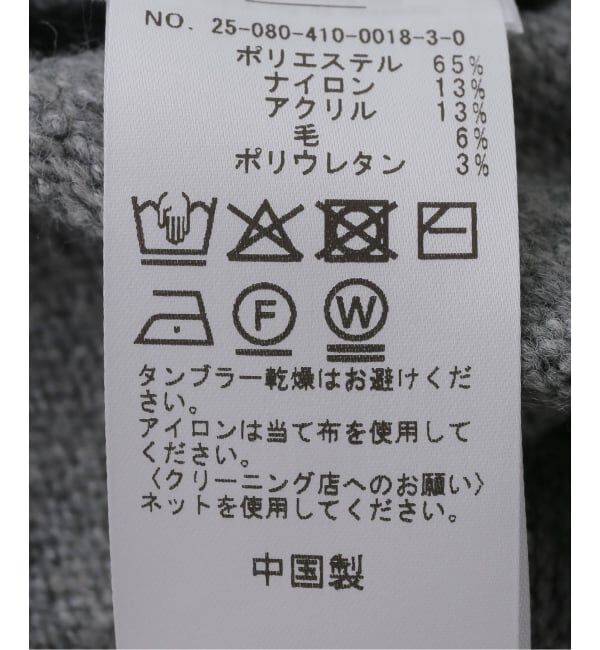 NO. 25-080-410-0018-3-0
ポリエステル 65%
ナイロン 13%
アクリル 13%
毛 6%
ポリウレタン 3%
F W
タンブラー乾燥はお避けくだ
さい。
アイロンは当て布を使用して
ください。
〈クリーニング店へのお願い〉
ネットを使用してください。
中国製